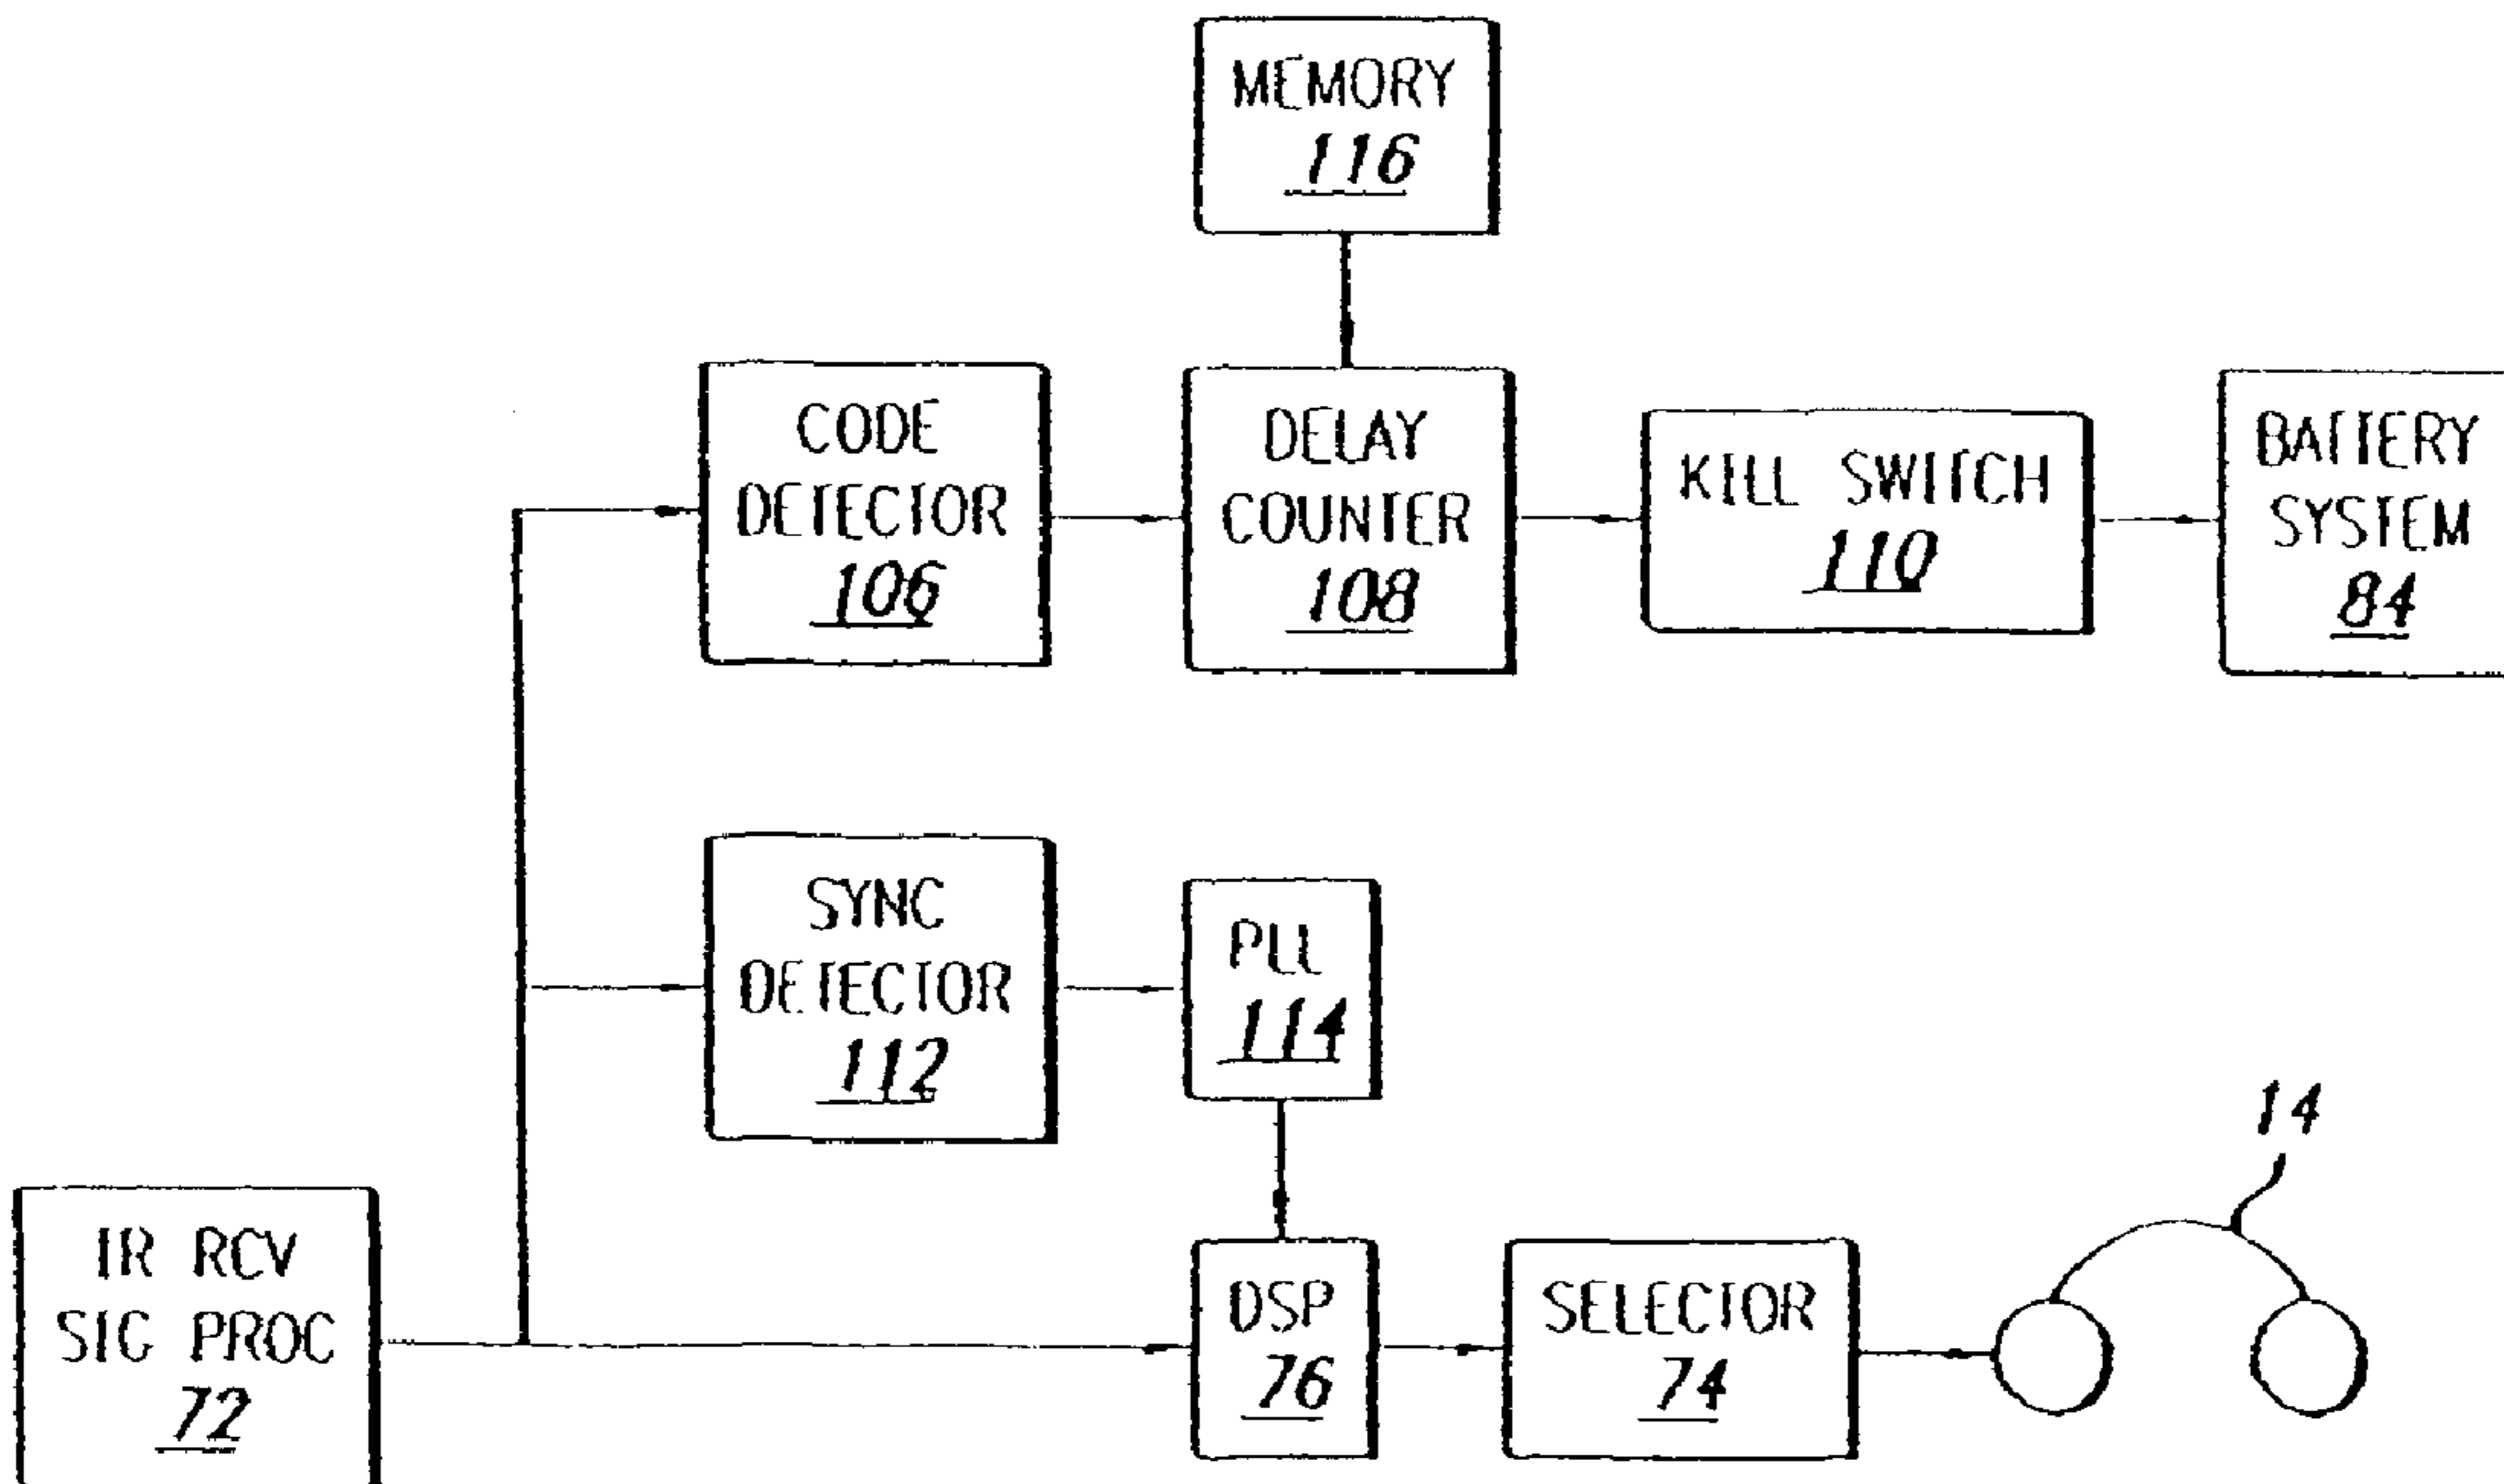 MEMORY
116
CODE
DETECTOR
106
DELAY
COUNTER
108
KILL SWITCH
110
BATTERY
SYSTEM
84
SYNC
DETECTOR
112
PLL
114
14
IR RCV
SIG PROC
72
DSP
76
SELECTOR
74